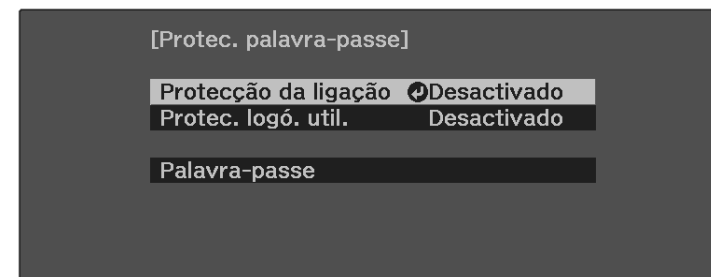 [Protec. palavra-passe]
Protecção da ligação Desactivado
Protec. logó. util. Desactivado
Palavra-passe